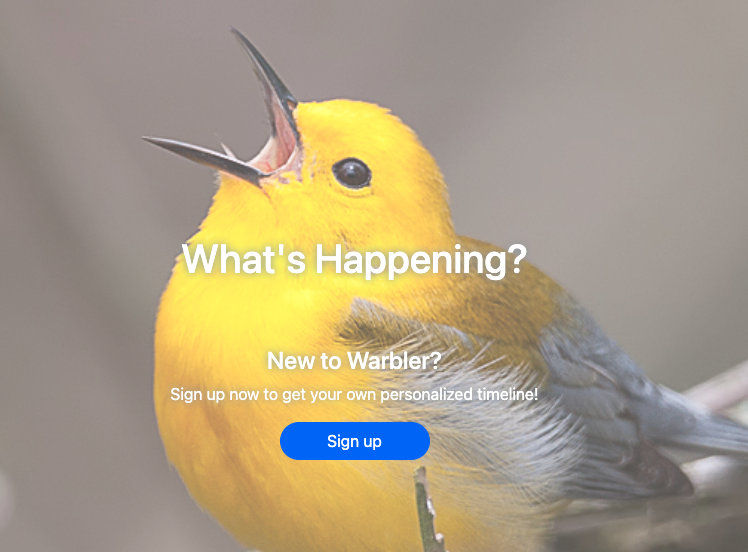 What's Happening?
New to Warbler?
Sign up now to get your own personalized timeline!
Sign up